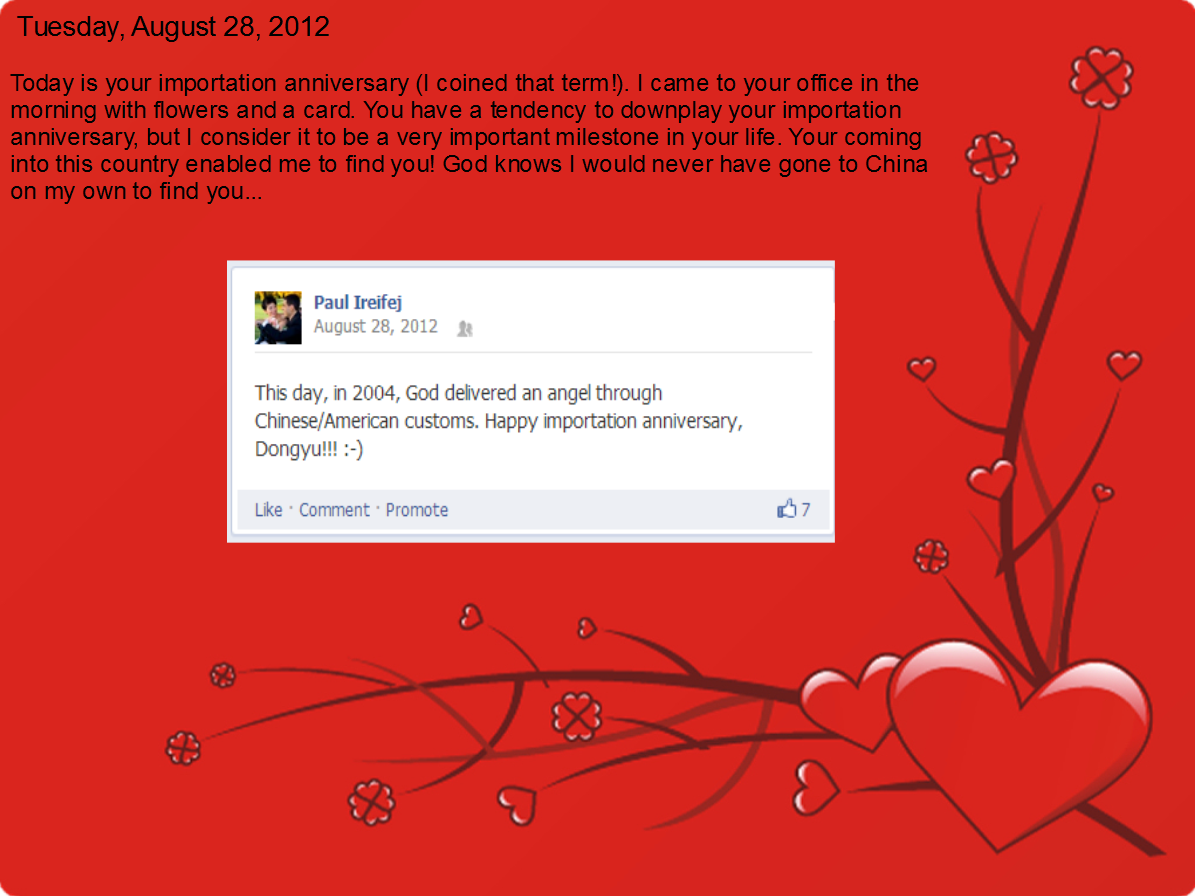 Tuesday, August 28, 2012
Today is your importation anniversary (I coined that term!). I came to your office in the
morning with flowers and a card. You have a tendency to downplay your importation
anniversary, but I consider it to be a very important milestone in your life. Your coming
into this country enabled me to find you! God knows I would never have gone to China
on my own to find you...
Paul Ireifej
August 28, 2012
This day, in 2004, God delivered an angel through
Chinese/American customs. Happy importation anniversary,
Dongyu!!! :-)
Like · Comment · Promote 7